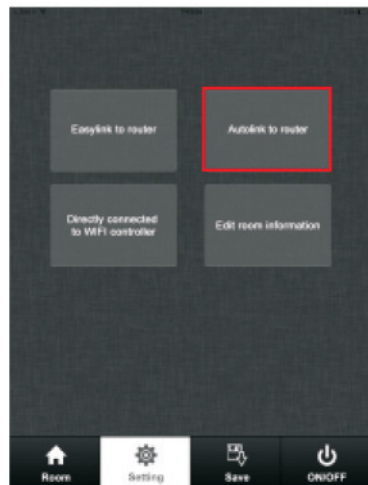 Easylink to router
Autolink to router
Directly connected
to WIFI controller
Edit room information
Room
Setting
Save
ON/OFF